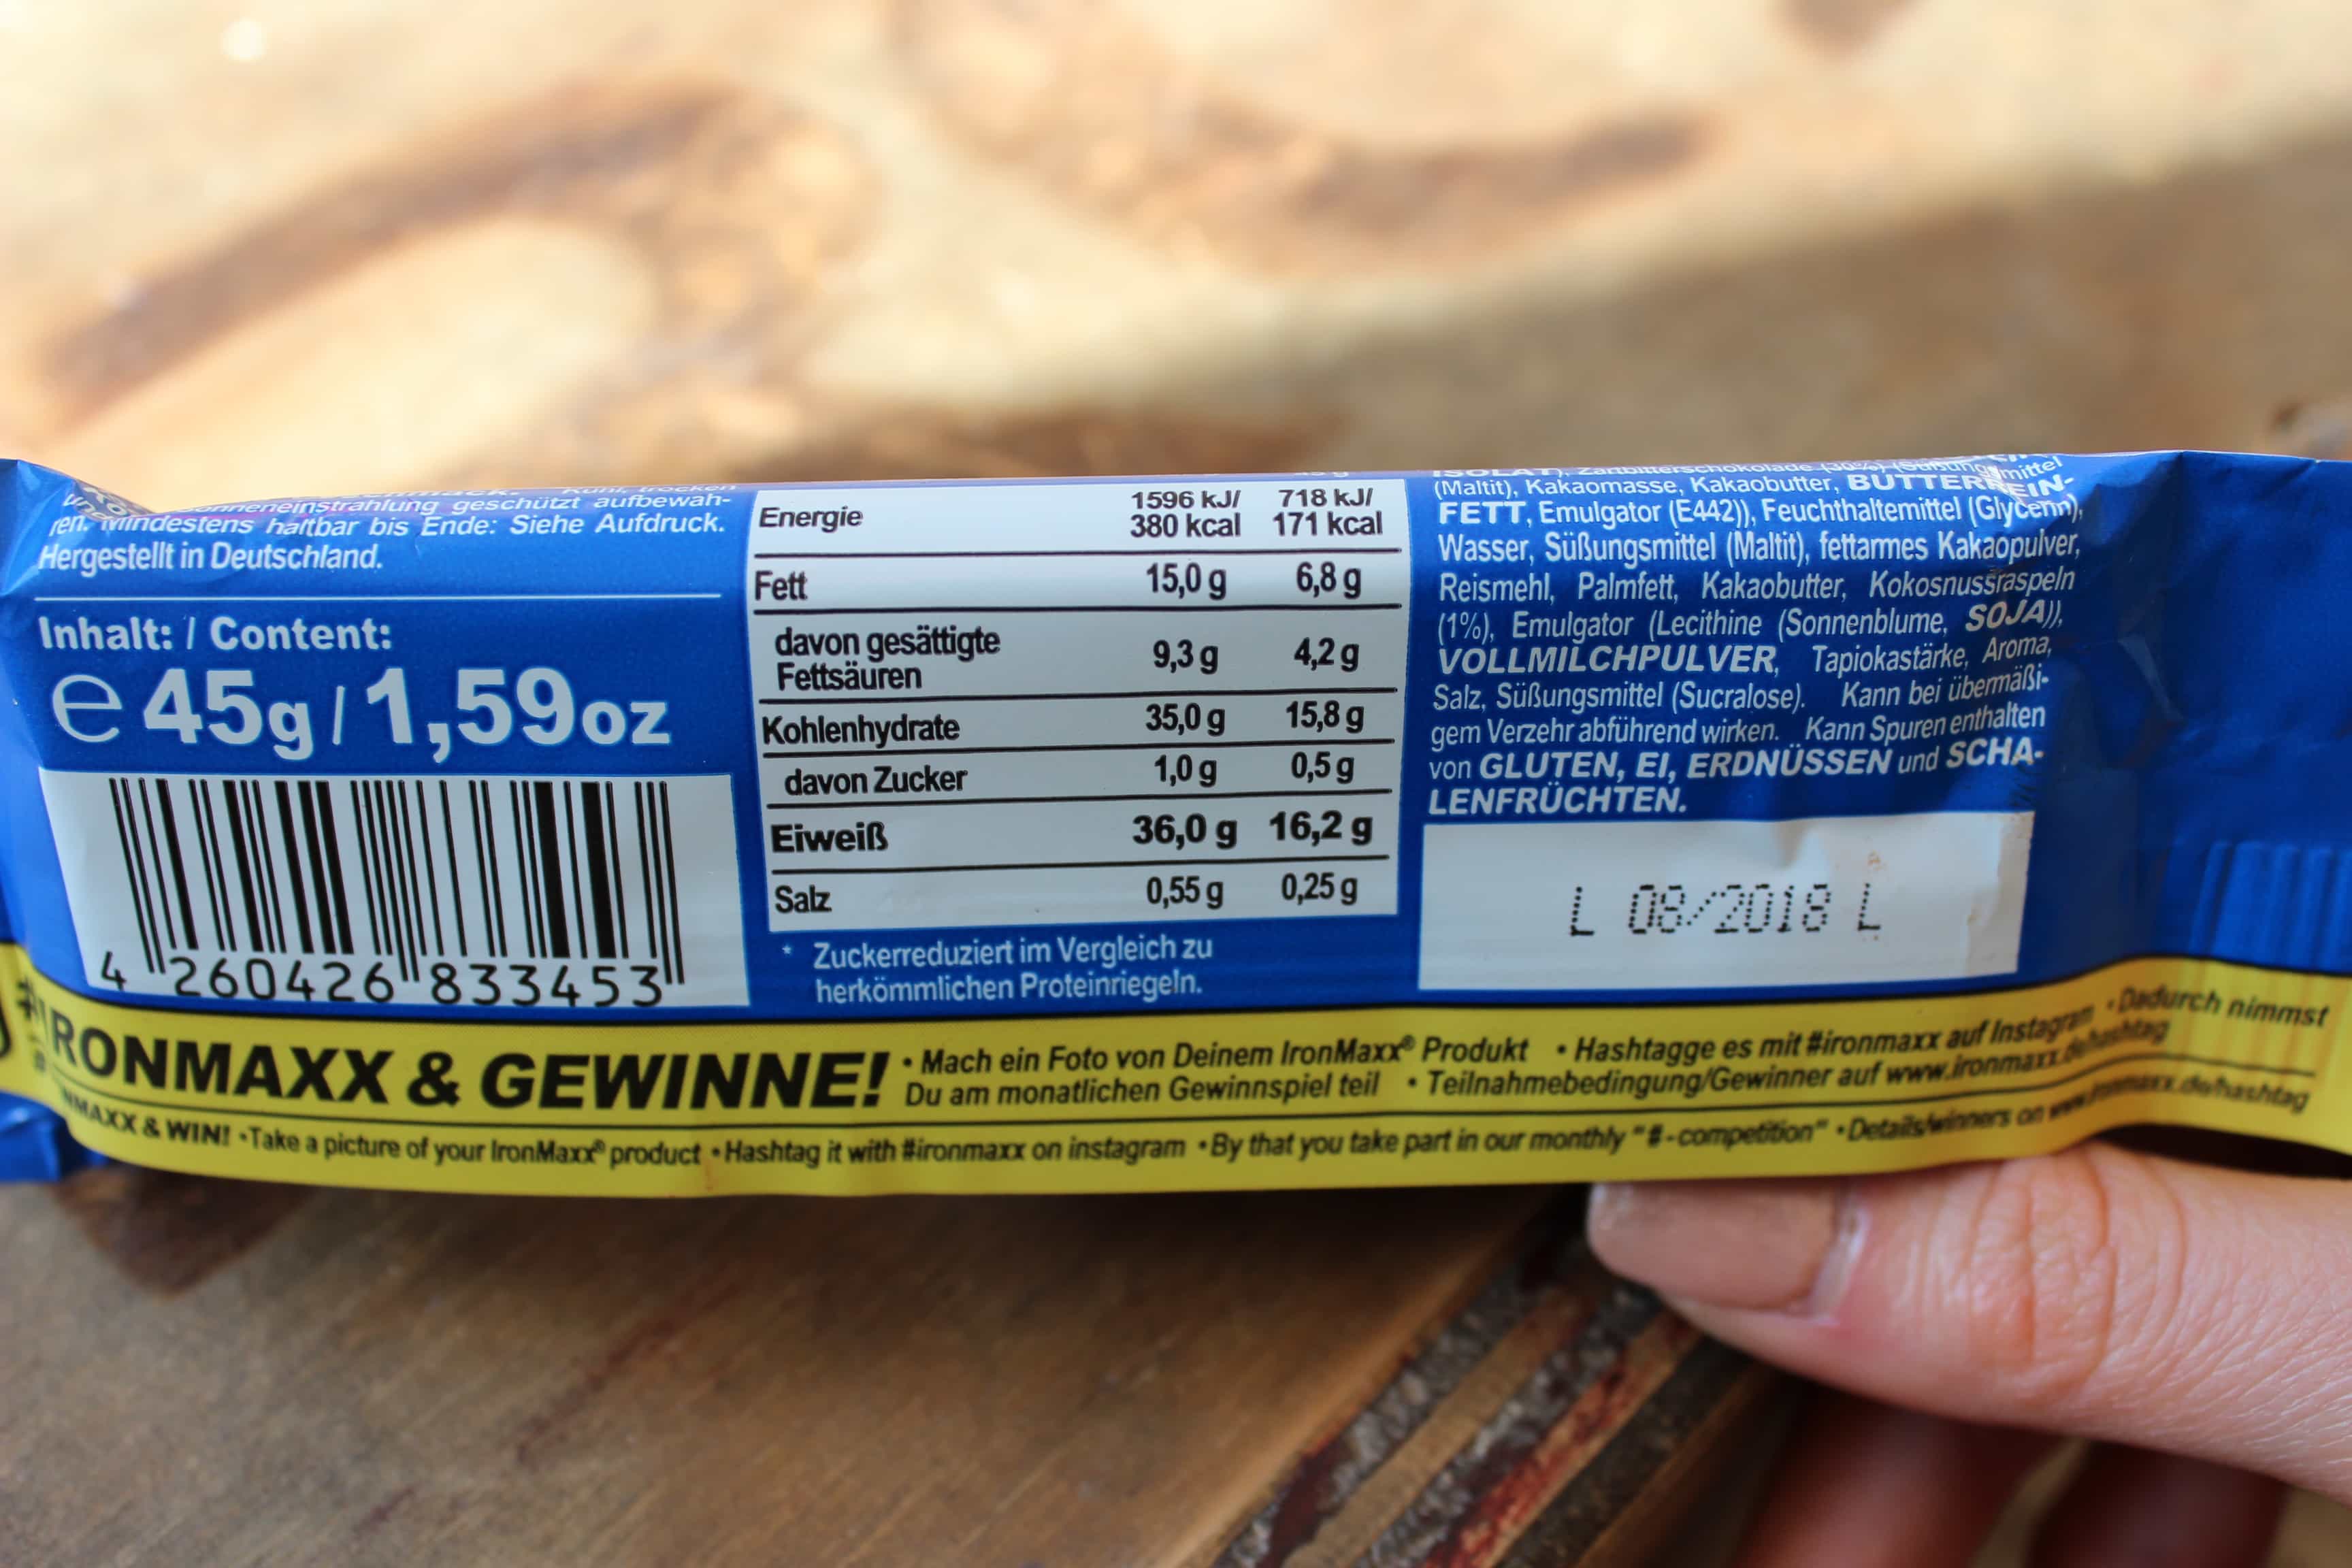 geschützt aufbewah-
ren. Mindestens haltbar bis Ende: Siehe Aufdruck.
Hergestellt in Deutschland.
Inhalt: / Content:
e 45g / 1,59oz
4 260426 833453
Energie 1596 kJ/ 718 kJ/
380 kcal 171 kcal
Fett 15,0 g 6,8 g
davon gesättigte
Fettsäuren 9,3 g 4,2 g
Kohlenhydrate 35,0 g 15,8 g
davon Zucker 1,0 g 0,5 g
Eiweiß 36,0 g 16,2 g
Salz 0,55 g 0,25 g
* Zuckerreduziert im Vergleich zu
herkömmlichen Proteinriegeln.
(Maltit), Kakaomasse, Kakaobutter, BUTTERREIN-
FETT, Emulgator (E442)), Feuchthaltemittel (Glycerin),
Wasser, Süßungsmittel (Maltit), fettarmes Kakaopulver,
Reismehl, Palmfett, Kakaobutter, Kokosnussraspeln
(1%), Emulgator (Lecithine (Sonnenblume, SOJA)),
VOLLMILCHPULVER, Tapiokastärke, Aroma,
Salz, Süßungsmittel (Sucralose). Kann bei übermäßi-
gem Verzehr abführend wirken. Kann Spuren enthalten
von GLUTEN, EI, ERDNÜSSEN und SCHA-
LENFRÜCHTEN.
L 08/2018 L
#IRONMAXX & GEWINNE! • Mach ein Foto von Deinem IronMaxx® Produkt • Hashtagge es mit #ironmaxx auf Instagram • Dadurch nimmst
Du am monatlichen Gewinnspiel teil • Teilnahmebedingung/Gewinner auf www.ironmaxx.de/hashtag
& WIN! • Take a picture of your IronMaxx® product • Hashtag it with #ironmaxx on instagram • By that you take part in our monthly "#-competition" • Details/winners on www.ironmaxx.de/hashtag